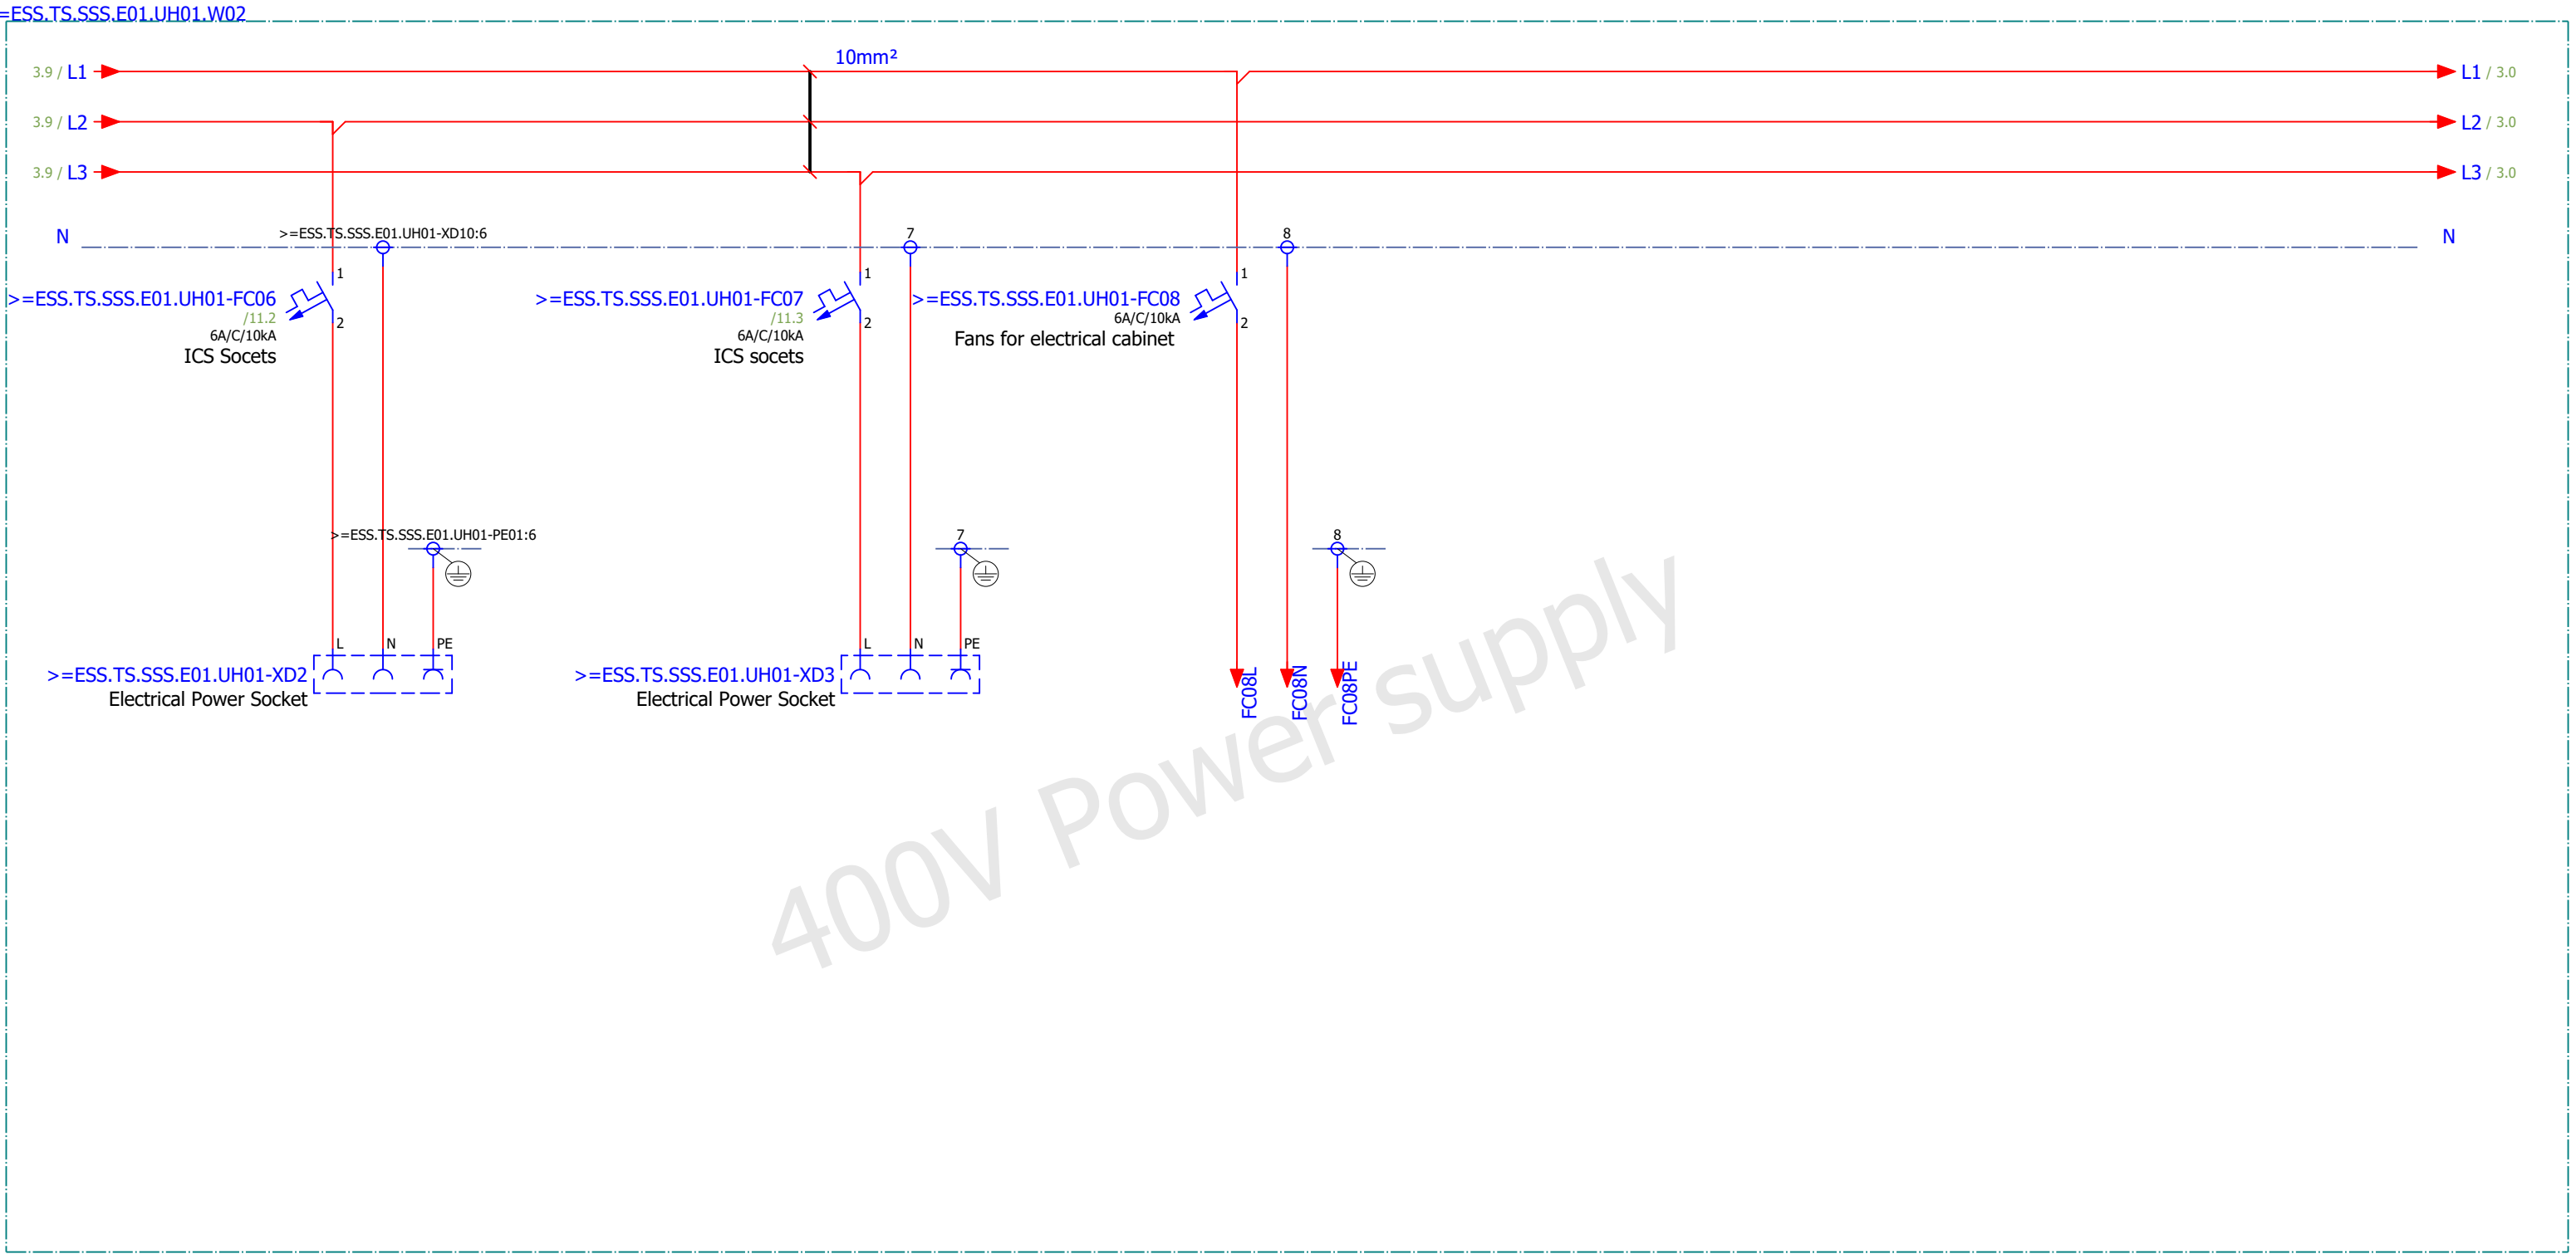 =ESS.TS.SSS.E01.UH01.W02
10mm²
3.9 / L1
L1 / 3.0
3.9 / L2
L2 / 3.0
3.9 / L3
L3 / 3.0
N
>=ESS.TS.SSS.E01.UH01-XD10:6
7
8
N
1
>=ESS.TS.SSS.E01.UH01-FC06
/11.2
2
6A/C/10kA
ICS Socets
1
>=ESS.TS.SSS.E01.UH01-FC07
/11.3
2
6A/C/10kA
ICS socets
1
>=ESS.TS.SSS.E01.UH01-FC08
6A/C/10kA
2
Fans for electrical cabinet
>=ESS.TS.SSS.E01.UH01-PE01:6
7
8
L N PE
>=ESS.TS.SSS.E01.UH01-XD2
Electrical Power Socket
L N PE
>=ESS.TS.SSS.E01.UH01-XD3
Electrical Power Socket
FC08L
FC08N
FC08PE
400V Power supply